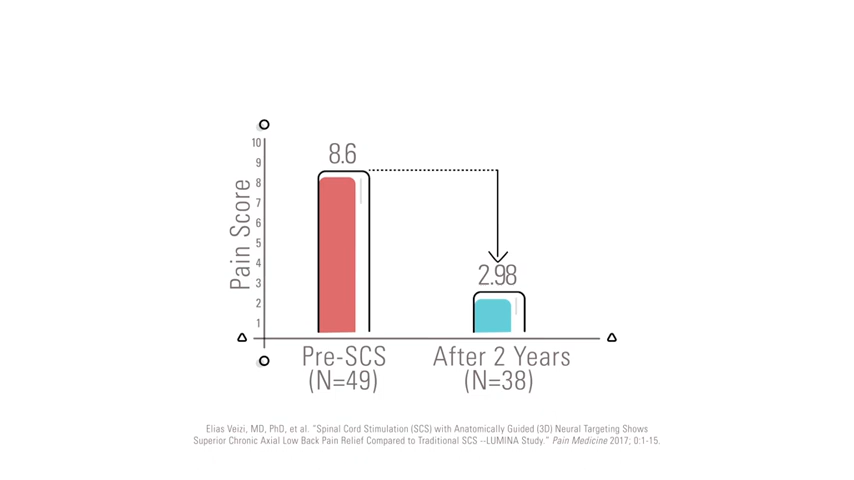 10
9
8
7
6
5
4
3
2
1
Pain Score
8.6
2.98
Pre-SCS
(N=49)
After 2 Years
(N=38)
Elias Veizi, MD, PhD, et al. “Spinal Cord Stimulation (SCS) with Anatomically Guided (3D) Neural Targeting Shows
Superior Chronic Axial Low Back Pain Relief Compared to Traditional SCS --LUMINA Study.” Pain Medicine 2017; 0:1-15.